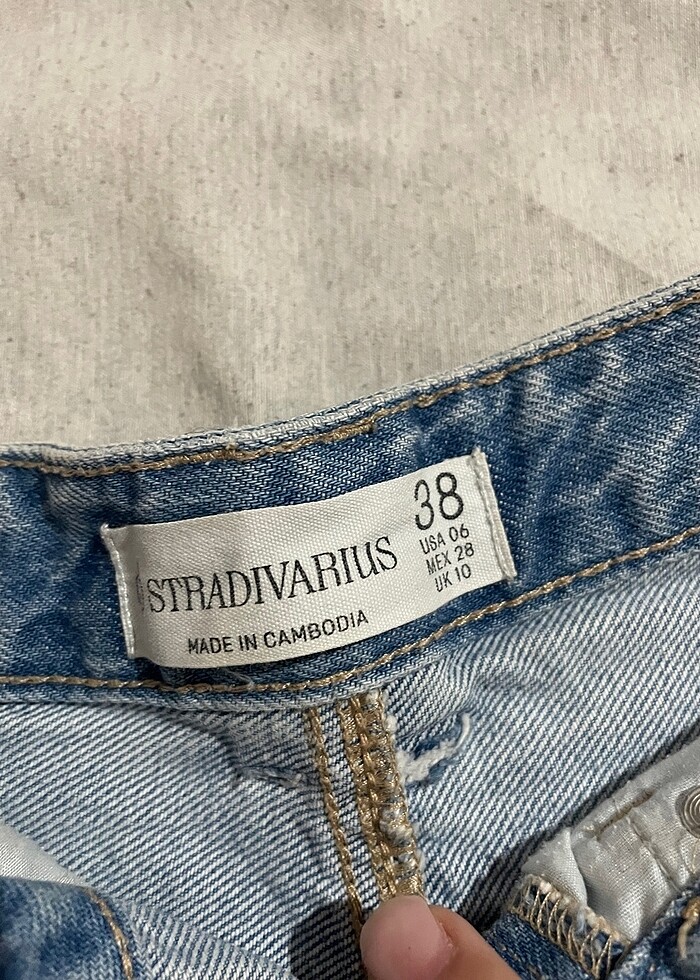 STRADIVARIUS
MADE IN CAMBODIA
38
USA 06
MEX 28
UK 10